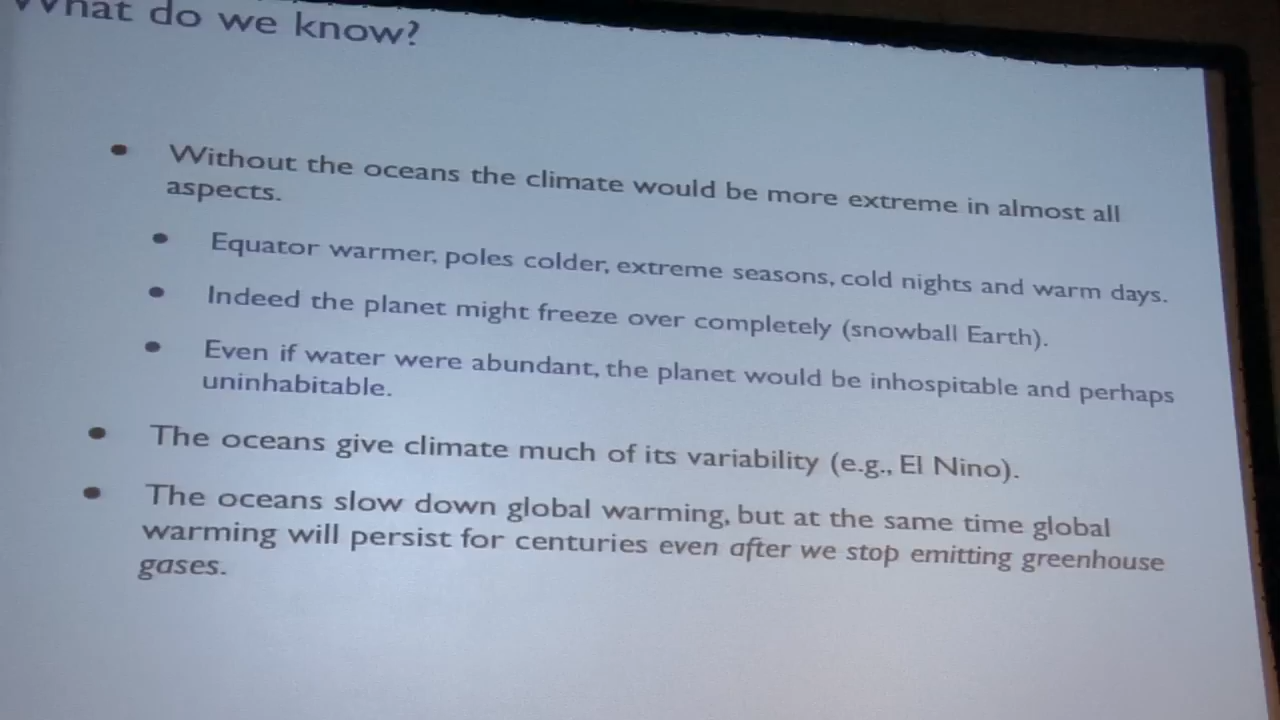 What do we know?
• Without the oceans the climate would be more extreme in almost all
aspects.
• Equator warmer, poles colder, extreme seasons, cold nights and warm days.
• Indeed the planet might freeze over completely (snowball Earth).
• Even if water were abundant, the planet would be inhospitable and perhaps
uninhabitable.
• The oceans give climate much of its variability (e.g., El Nino).
• The oceans slow down global warming, but at the same time global
warming will persist for centuries even after we stop emitting greenhouse
gases.